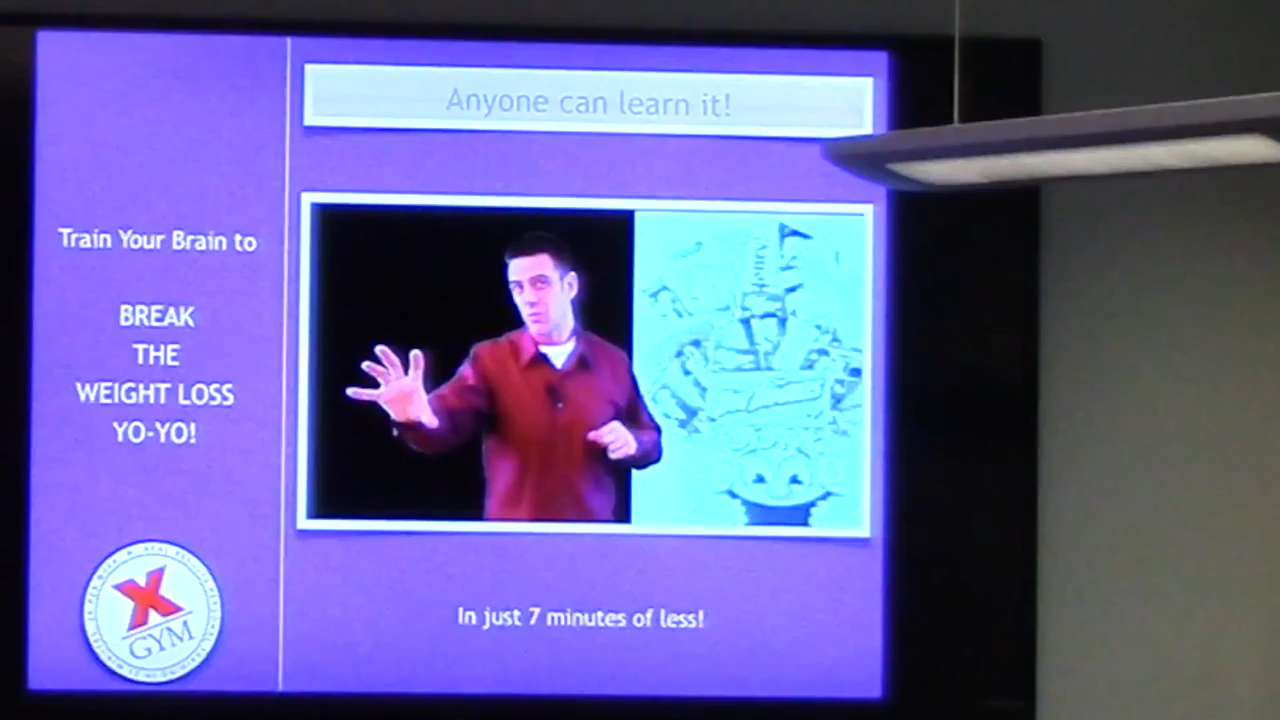 Anyone can learn it!
Train Your Brain to
BREAK
THE
WEIGHT LOSS
YO-YO!
In just 7 minutes of less!
X
GYM